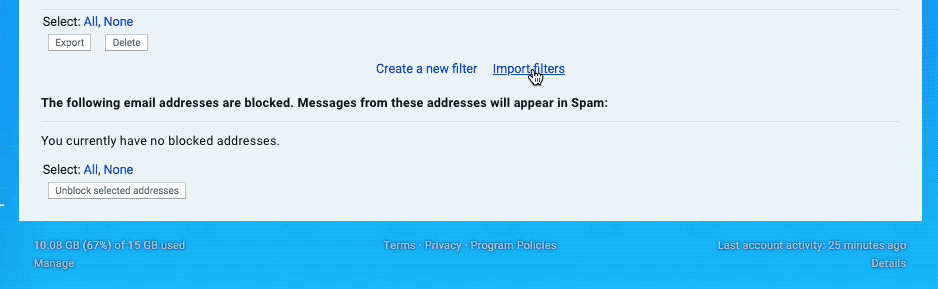 Select: All, None
Export Delete
Create a new filter Import filters
The following email addresses are blocked. Messages from these addresses will appear in Spam:
You currently have no blocked addresses.
Select: All, None
Unblock selected addresses
10.08 GB (67%) of 15 GB used Terms · Privacy · Program Policies Last account activity: 25 minutes ago
Manage Details